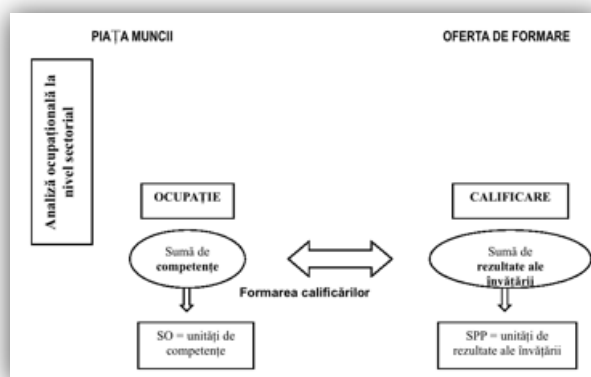 PIAȚA MUNCII
OFERTA DE FORMARE
Analiză ocupațională la
nivel sectorial
OCUPAȚIE
CALIFICARE
Sumă de
competențe
Sumă de
rezultate ale
învățării
Formarea calificărilor
SO = unități de
competențe
SPP = unități de
rezultate ale învățării